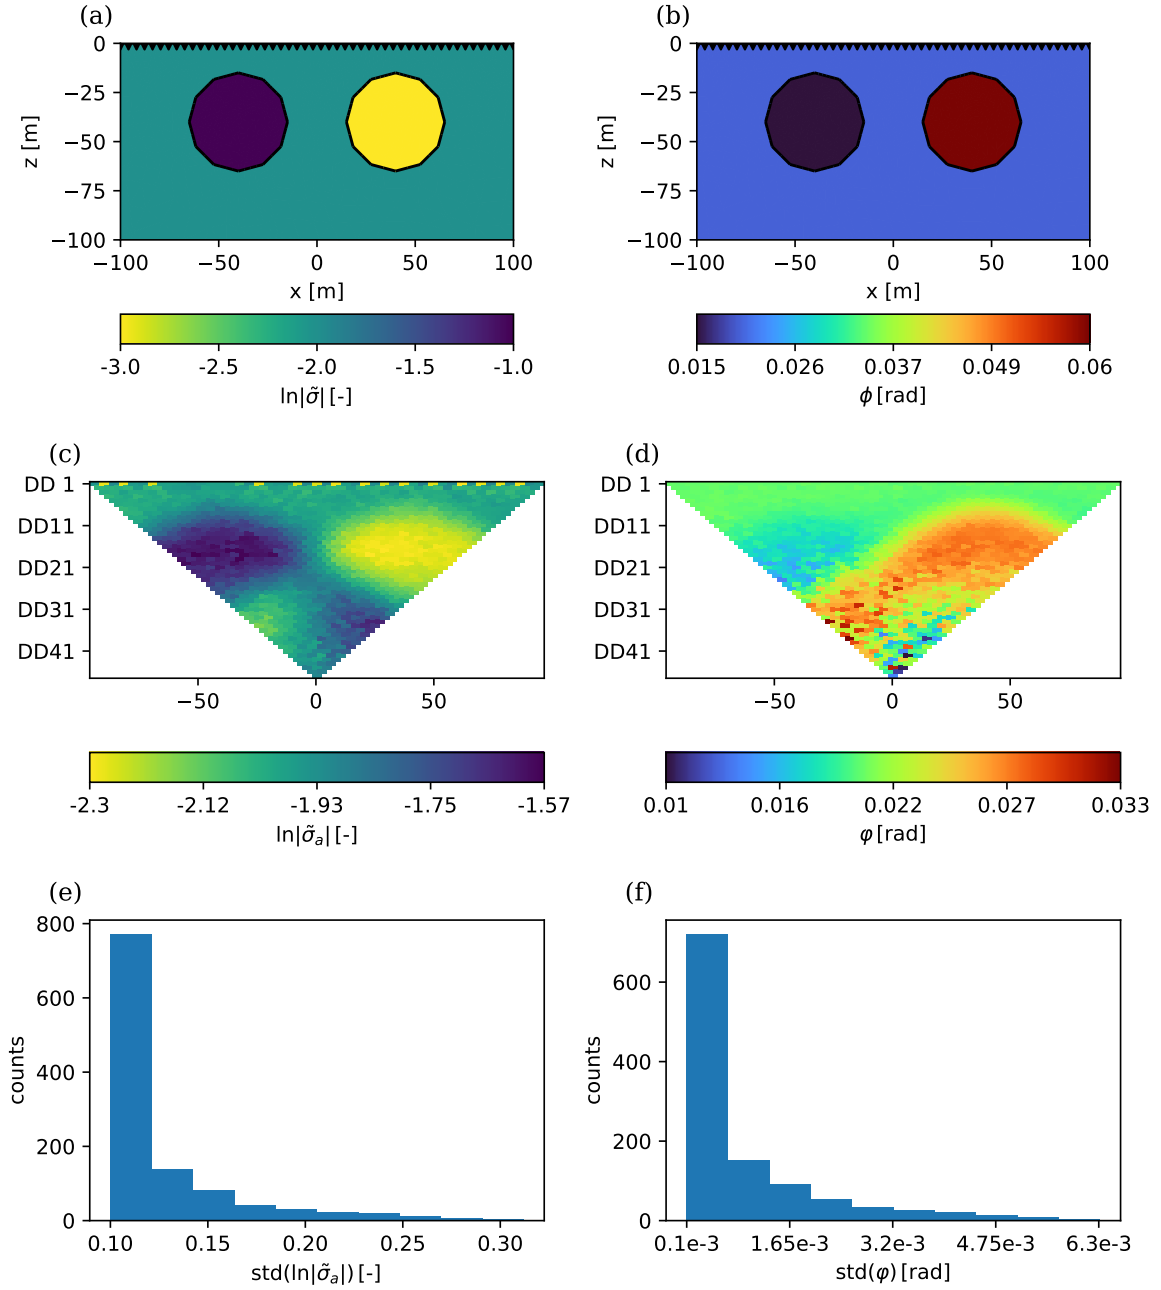 (a)
(b)
0
−25
−50
−75
−100
z [m]
−100
−50
0
50
100
x [m]
0
−25
−50
−75
−100
z [m]
−100
−50
0
50
100
x [m]
-3.0
-2.5
-2.0
-1.5
-1.0
ln|σ̃| [-]
0.015
0.026
0.037
0.049
0.06
ϕ [rad]
(c)
(d)
DD 1
DD11
DD21
DD31
DD41
−50
0
50
DD 1
DD11
DD21
DD31
DD41
−50
0
50
-2.3
-2.12
-1.93
-1.75
-1.57
ln|σ̃ₐ| [-]
0.01
0.016
0.022
0.027
0.033
φ [rad]
(e)
(f)
800
600
400
200
0
counts
0.10
0.15
0.20
0.25
0.30
std(ln|σ̃ₐ|) [-]
600
400
200
0
counts
0.1e-3
1.65e-3
3.2e-3
4.75e-3
6.3e-3
std(φ) [rad]